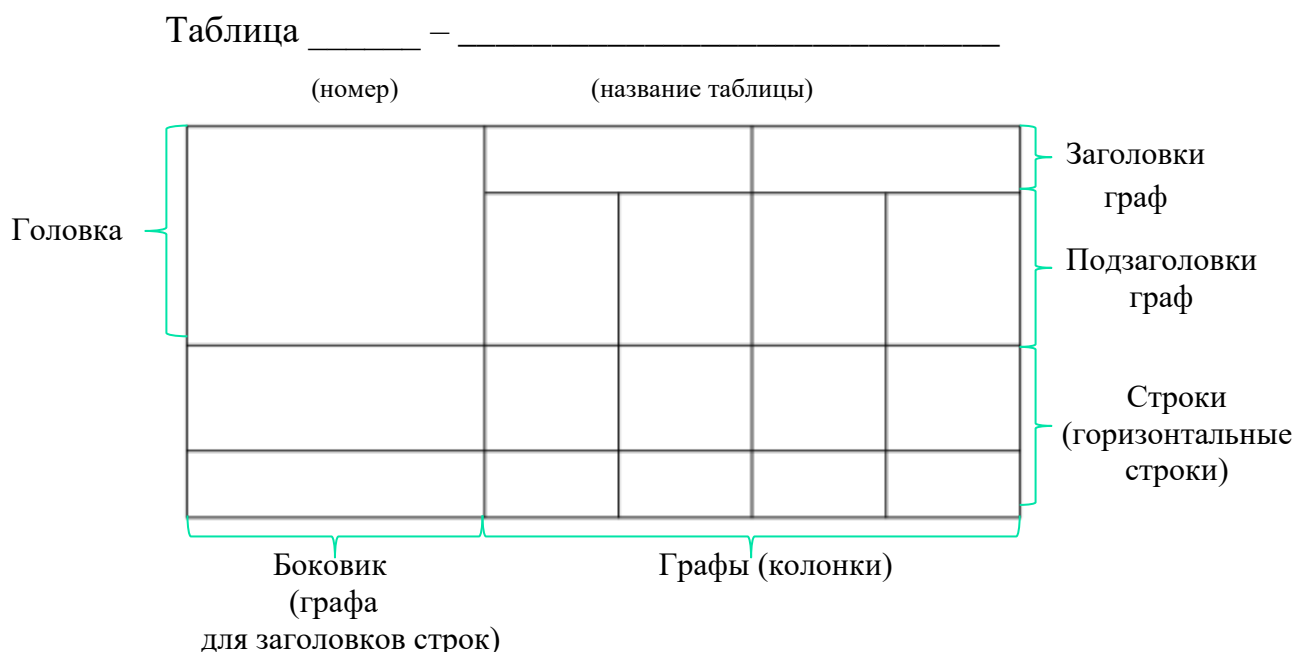 Таблица ______ – ______________________________
(номер) (название таблицы)
Заголовки
граф
Головка
Подзаголовки
граф
Строки
(горизонтальные
строки)
Боковик
(графа
для заголовков строк)
Графы (колонки)